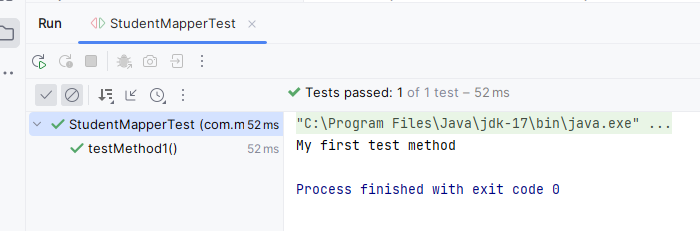 Run StudentMapperTest
Tests passed: 1 of 1 test – 52 ms
StudentMapperTest (com.m 52 ms
testMethod1() 52 ms
"C:\Program Files\Java\jdk-17\bin\java.exe" ...
My first test method
Process finished with exit code 0